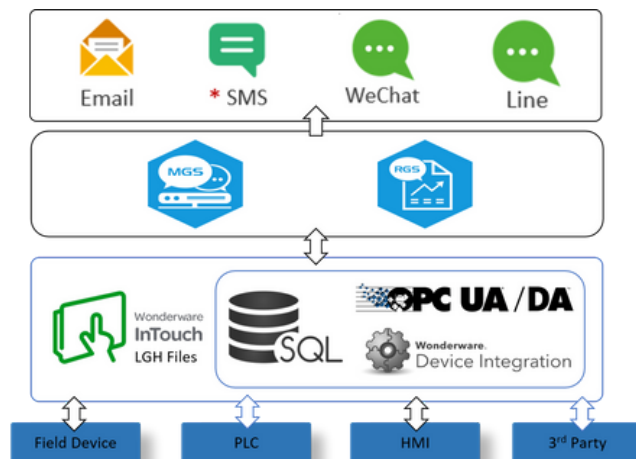 Email
* SMS
WeChat
Line
MGS
RGS
Wonderware
InTouch
LGH Files
SQL
OPC UA/DA
Wonderware.
Device Integration
Field Device
PLC
HMI
3rd Party